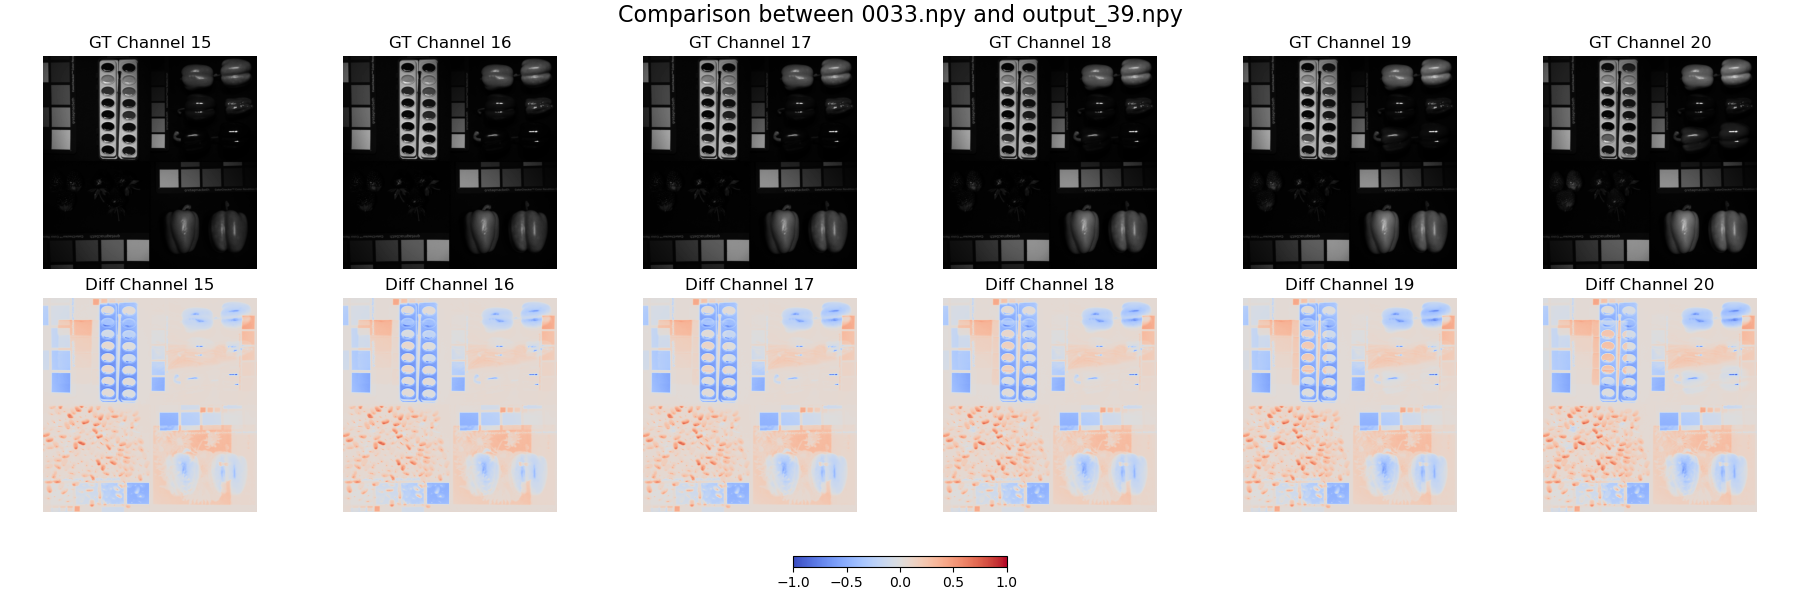 Comparison between 0033.npy and output_39.npy
GT Channel 15
GT Channel 16
GT Channel 17
GT Channel 18
GT Channel 19
GT Channel 20
Diff Channel 15
Diff Channel 16
Diff Channel 17
Diff Channel 18
Diff Channel 19
Diff Channel 20
−1.0 −0.5 0.0 0.5 1.0